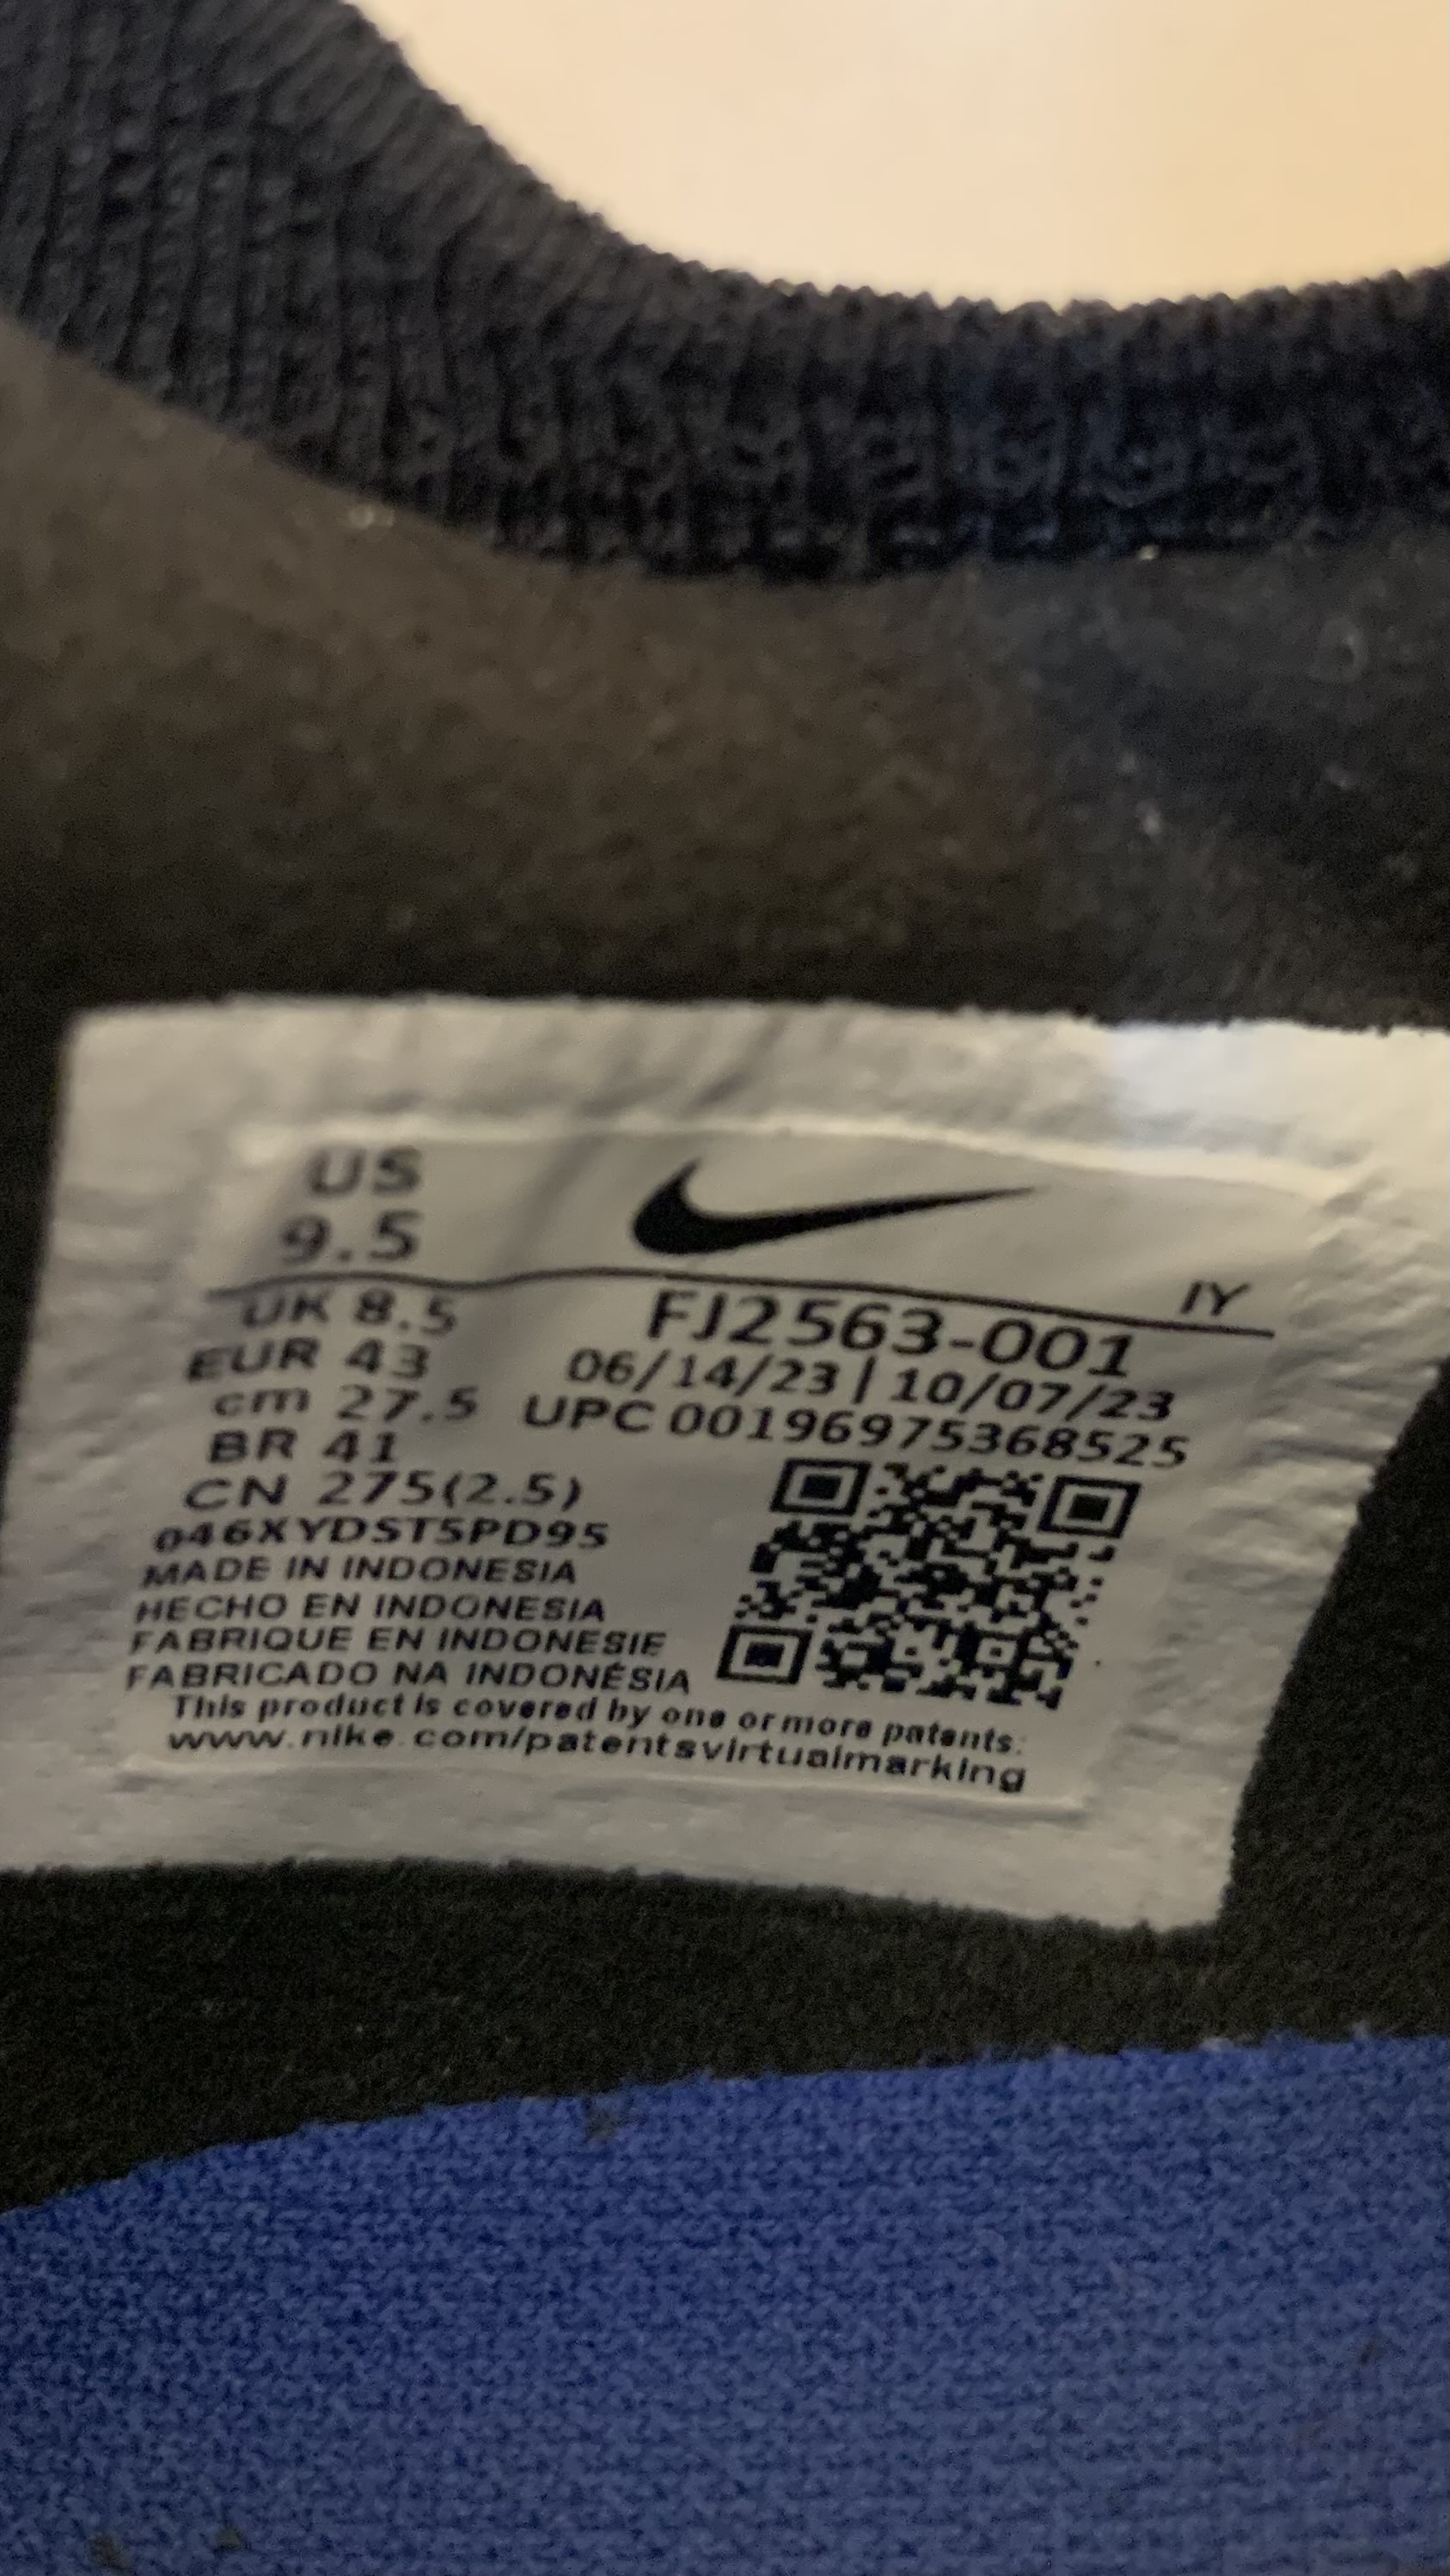 US
9.5
IY
UK 8.5
EUR 43
cm 27.5
BR 41
CN 275(2.5)
FJ2563-001
06/14/23 | 10/07/23
UPC 00196975368525
046XYDST5PD95
MADE IN INDONESIA
HECHO EN INDONESIA
FABRIQUE EN INDONESIE
FABRICADO NA INDONÉSIA
This product is covered by one or more patents:
www.nike.com/patentsvirtualmarking